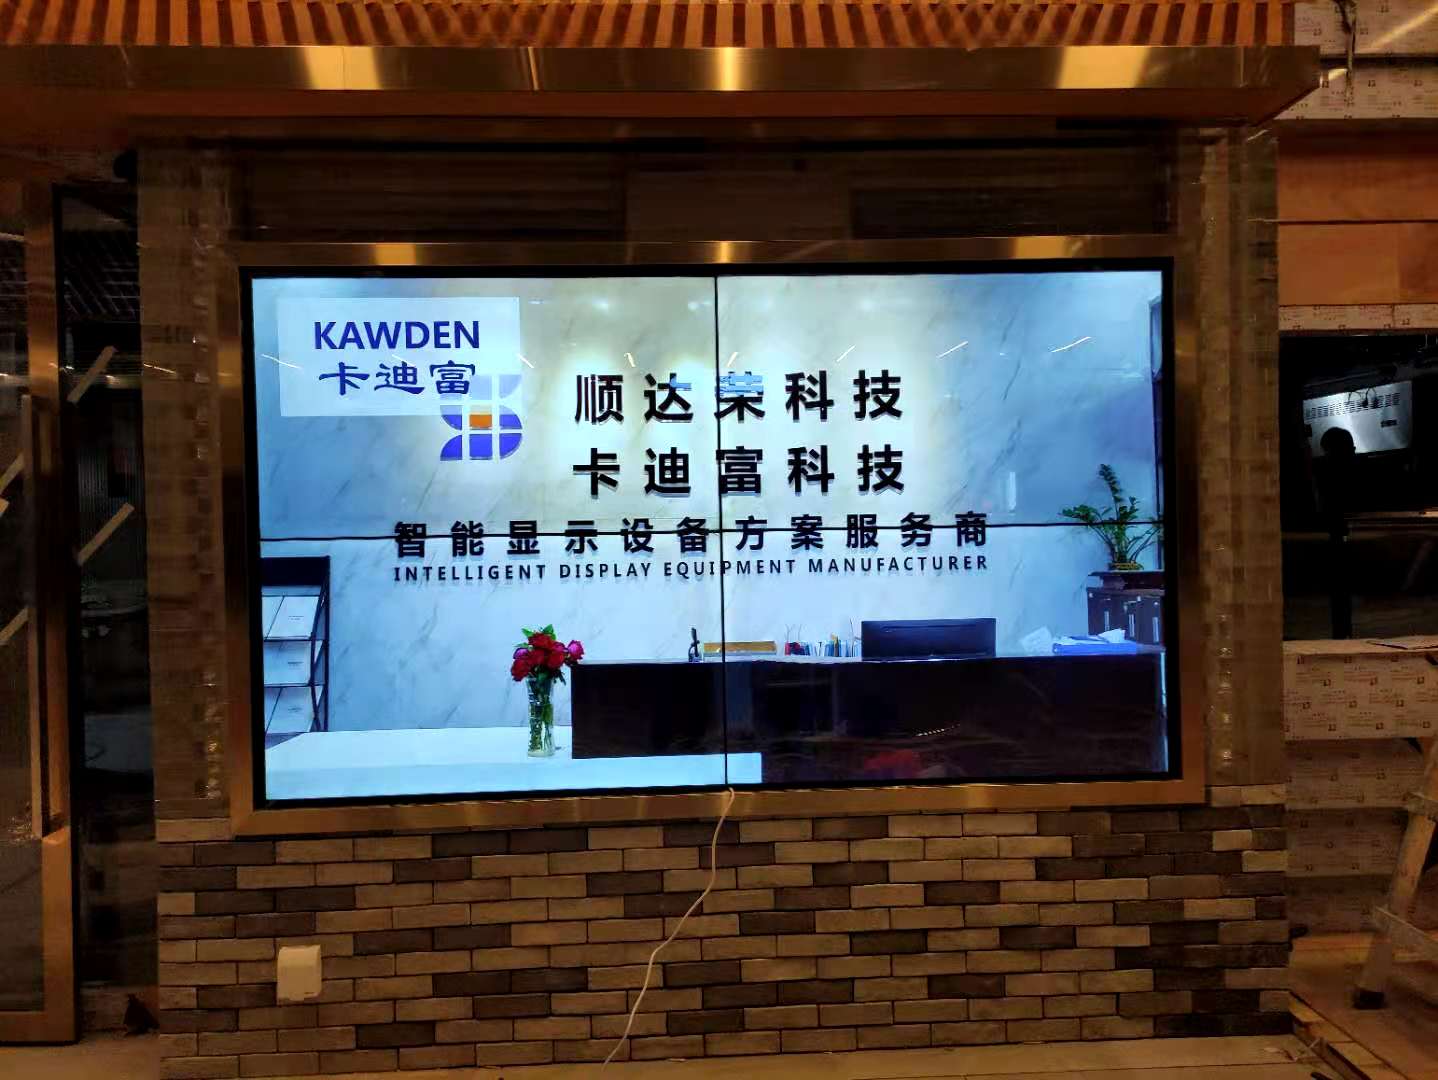 KAWDEN
卡迪富
顺达荣科技
卡迪富科技
智能显示设备方案服务商
INTELLIGENT DISPLAY EQUIPMENT MANUFACTURER